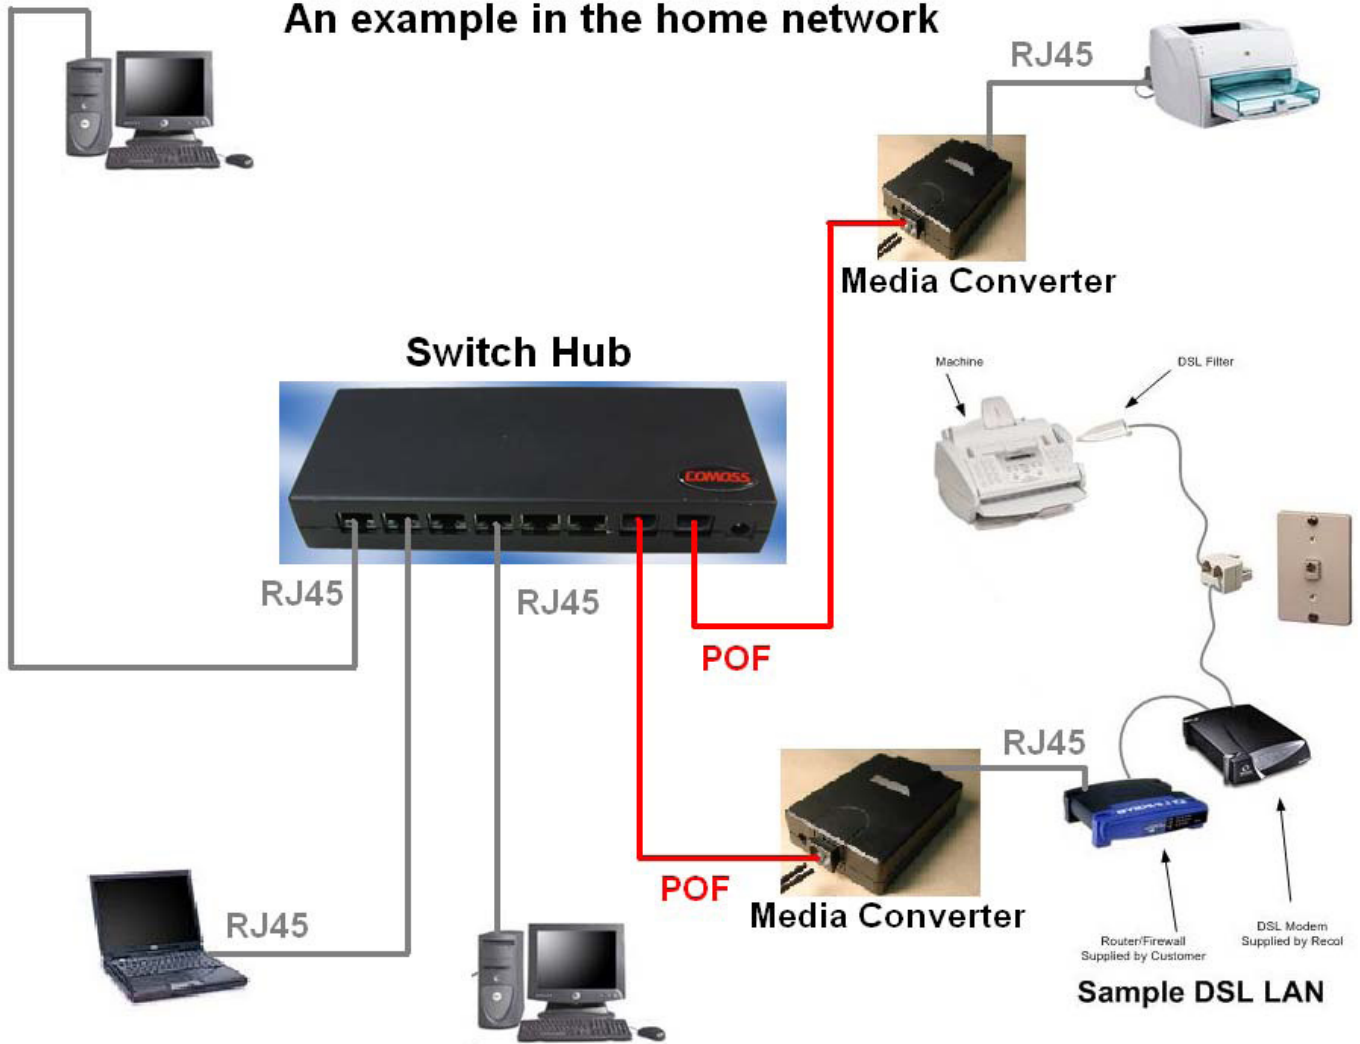 An example in the home network
RJ45
Media Converter
Switch Hub
Machine
DSL Filter
COMOSS
RJ45
RJ45
POF
RJ45
POF
Media Converter
RJ45
Router/Firewall
Supplied by Customer
DSL Modem
Supplied by Recol
Sample DSL LAN